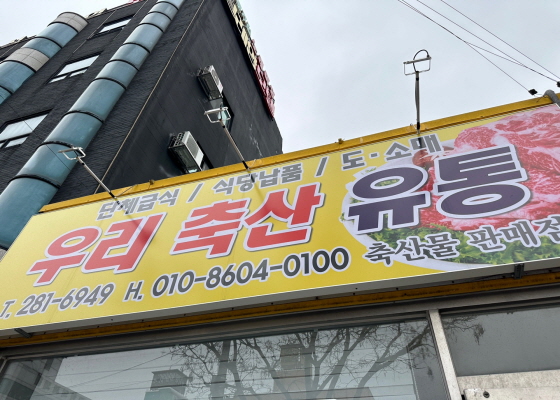 단체급식 / 식당납품 / 도·소매
우리 축산 유통
T. 281-6949 H. 010-8604-0100 축산물 판매점